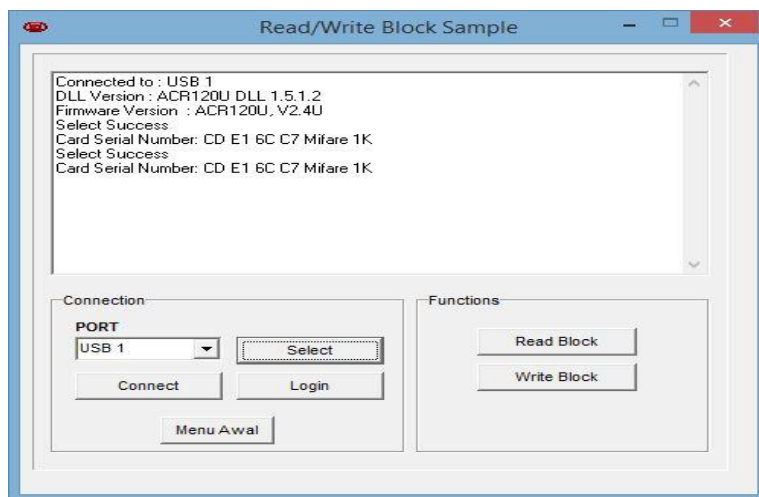 Read/Write Block Sample
Connected to : USB 1
DLL Version : ACR120U DLL 1.5.1.2
Firmware Version : ACR120U, V2.4U
Select Success
Card Serial Number: CD E1 6C C7 Mifare 1K
Select Success
Card Serial Number: CD E1 6C C7 Mifare 1K
Connection
PORT
USB 1
Select
Connect
Login
Menu Awal
Functions
Read Block
Write Block